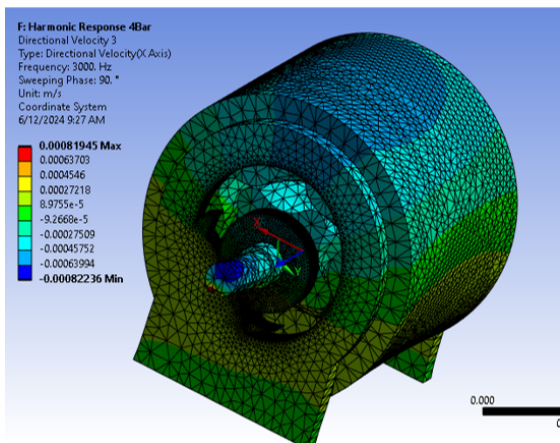 F: Harmonic Response 4Bar
Directional Velocity 3
Type: Directional Velocity(X Axis)
Frequency: 3000. Hz
Sweeping Phase: 90. °
Unit: m/s
Coordinate System
6/12/2024 9:27 AM
0.00081945 Max
0.00063703
0.0004546
0.00027218
8.9755e-5
-9.2668e-5
-0.00027509
-0.00045752
-0.00063994
-0.00082236 Min
X
Y
0.000